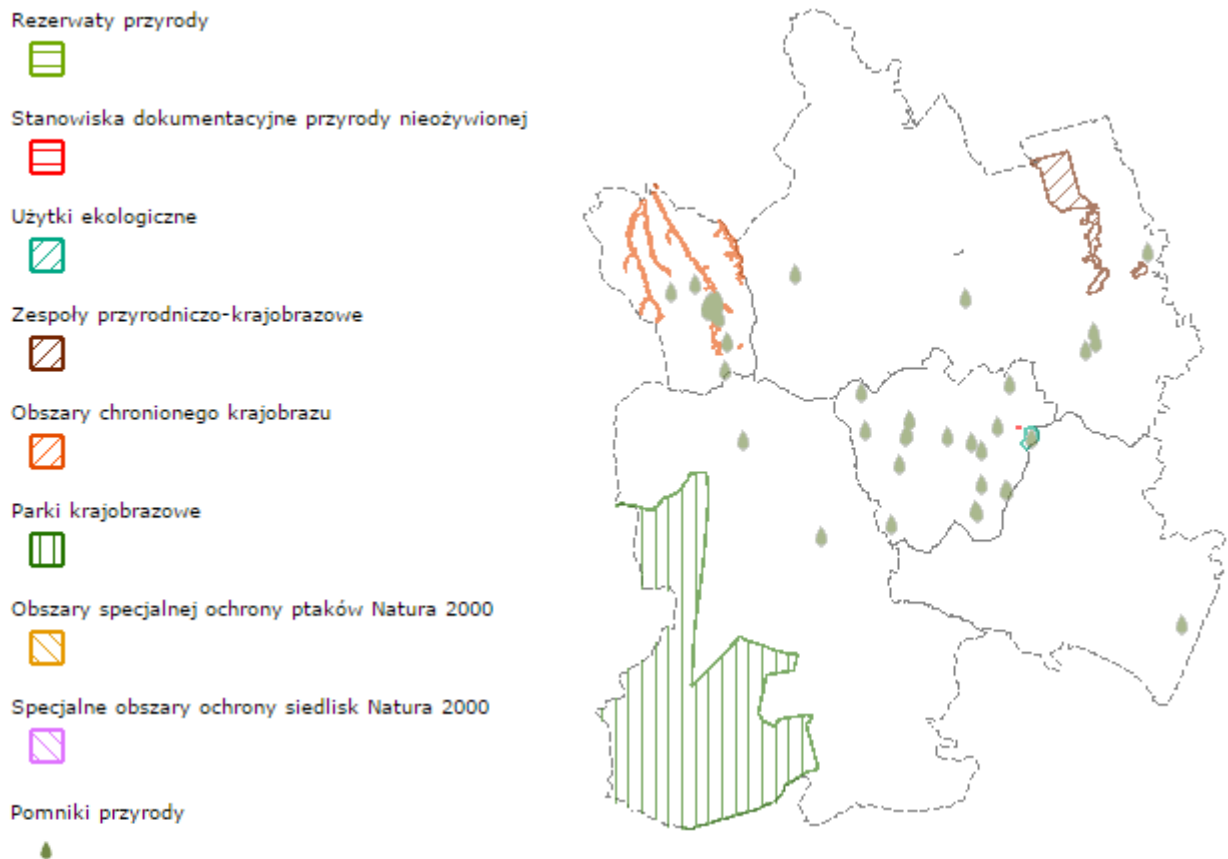 Rezerwaty przyrody
Stanowiska dokumentacyjne przyrody nieożywionej
Użytki ekologiczne
Zespoły przyrodniczo-krajobrazowe
Obszary chronionego krajobrazu
Parki krajobrazowe
Obszary specjalnej ochrony ptaków Natura 2000
Specjalne obszary ochrony siedlisk Natura 2000
Pomniki przyrody